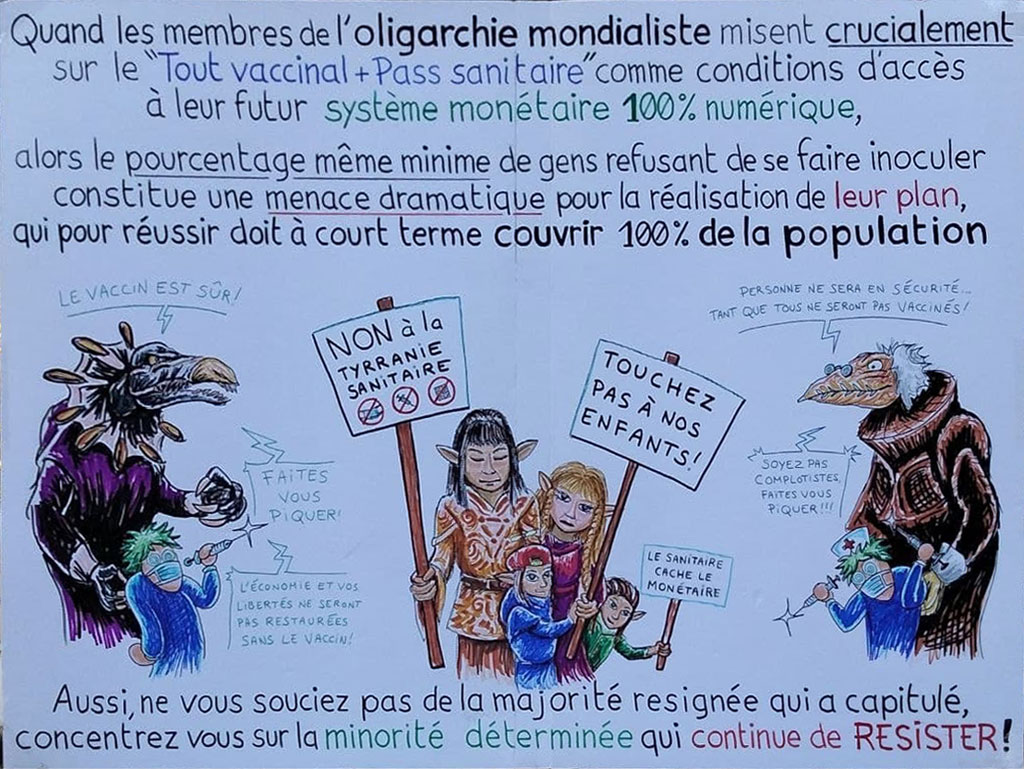 Quand les membres de l'oligarchie mondialiste misent crucialement
sur le "Tout vaccinal + Pass sanitaire" comme conditions d'accès
à leur futur système monétaire 100% numérique,
alors le pourcentage même minime de gens refusant de se faire inoculer
constitue une menace dramatique pour la réalisation de leur plan,
qui pour réussir doit à court terme couvrir 100% de la population
LE VACCIN EST SÛR!
PERSONNE NE SERA EN SÉCURITÉ...
TANT QUE TOUS NE SERONT PAS VACCINÉS!
NON à la
TYRRANIE
SANITAIRE
TOUCHEZ
PAS À NOS
ENFANTS!
FAITES
VOUS
PIQUER!
SOYEZ PAS
COMPLOTISTES,
FAITES VOUS
PIQUER!!!
L'ÉCONOMIE ET VOS
LIBERTÉS NE SERONT
PAS RESTAURÉES
SANS LE VACCIN!
LE SANITAIRE
CACHE LE
MONÉTAIRE
Aussi, ne vous souciez pas de la majorité resignée qui a capitulé,
concentrez vous sur la minorité déterminée qui continue de RESISTER!